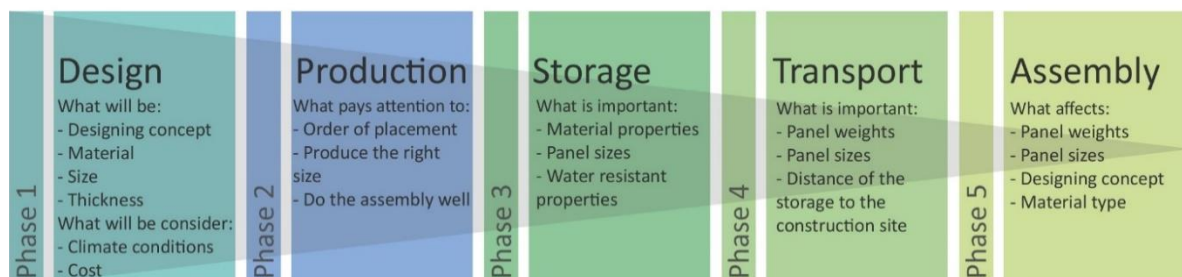 Phase 1
Design
What will be:
- Designing concept
- Material
- Size
- Thickness
What will be consider:
- Climate conditions
- Cost
Phase 2
Production
What pays attention to:
- Order of placement
- Produce the right
size
- Do the assembly well
Phase 3
Storage
What is important:
- Material properties
- Panel sizes
- Water resistant
properties
Phase 4
Transport
What is important:
- Panel weights
- Panel sizes
- Distance of the
storage to the
construction site
Phase 5
Assembly
What affects:
- Panel weights
- Panel sizes
- Designing concept
- Material type